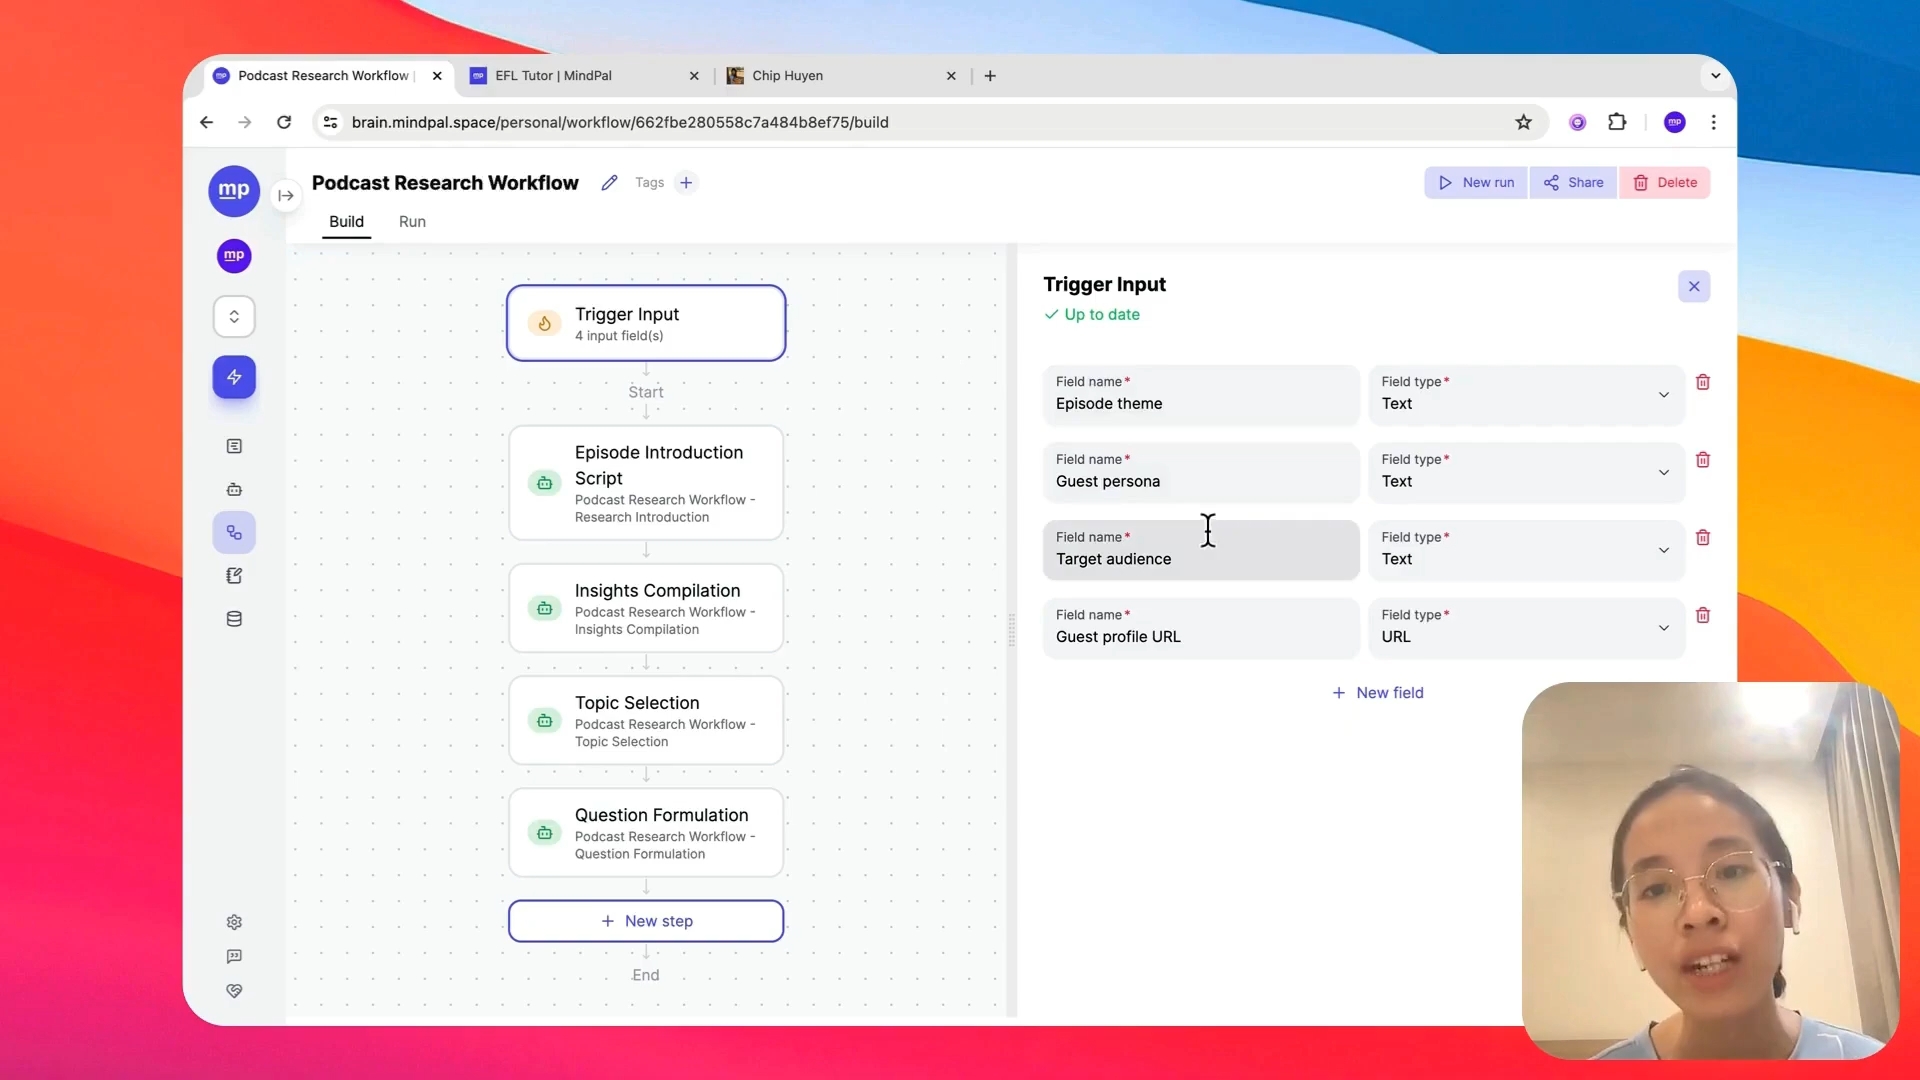 Podcast Research Workflow
EFL Tutor | MindPal
Chip Huyen
brain.mindpal.space/personal/workflow/662fbe280558c7a484b8ef75/build
mp
mp
mp
Podcast Research Workflow
Tags
New run
Share
Delete
Build
Run
Trigger Input
4 input field(s)
Start
Episode Introduction
Script
Podcast Research Workflow -
Research Introduction
Insights Compilation
Podcast Research Workflow -
Insights Compilation
Topic Selection
Podcast Research Workflow -
Topic Selection
Question Formulation
Podcast Research Workflow -
Question Formulation
+ New step
End
Trigger Input
Up to date
Field name*
Episode theme
Field type*
Text
Field name*
Guest persona
Field type*
Text
Field name*
Target audience
Field type*
Text
Field name*
Guest profile URL
Field type*
URL
+ New field